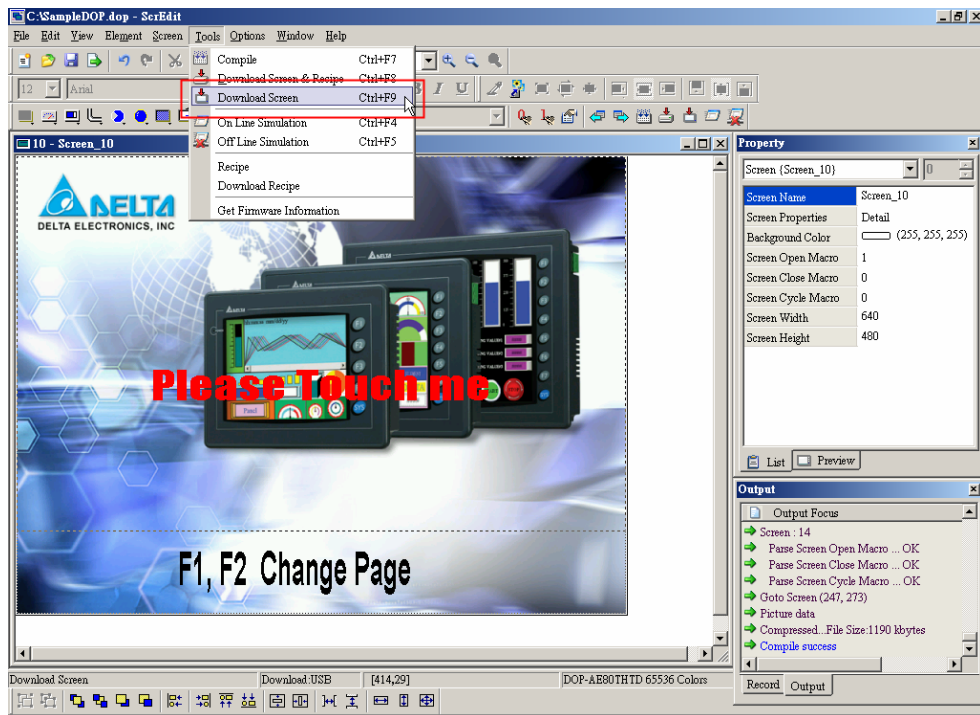 C:\SampleDOP.dop - ScrEdit
File Edit View Element Screen Tools Options Window Help
Compile Ctrl+F7
Download Screen & Recipe Ctrl+F8
Download Screen Ctrl+F9
On Line Simulation Ctrl+F4
Off Line Simulation Ctrl+F5
Recipe
Download Recipe
Get Firmware Information
12 Arial
I U
10 - Screen_10
DELTA
DELTA ELECTRONICS, INC
Please Touch me
F1, F2 Change Page
Property
Screen {Screen_10} 0
Screen Name Screen_10
Screen Properties Detail
Background Color (255, 255, 255)
Screen Open Macro 1
Screen Close Macro 0
Screen Cycle Macro 0
Screen Width 640
Screen Height 480
List Preview
Output
Output Focus
Screen : 14
Parse Screen Open Macro ... OK
Parse Screen Close Macro ... OK
Parse Screen Cycle Macro ... OK
Goto Screen (247, 273)
Picture data
Compressed...File Size:1190 kbytes
Compile success
Record Output
Download Screen Download:USB [414,29] DOP-AE80THTD 65536 Colors